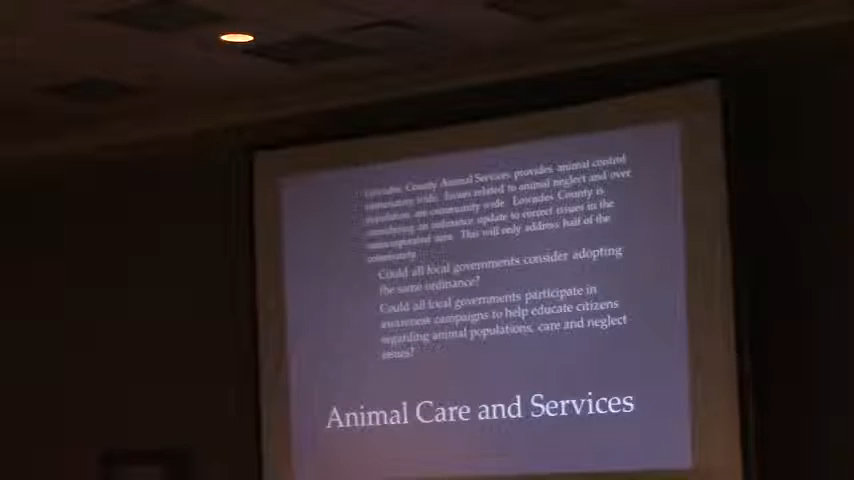 Lowndes County Animal Services provides animal control
community wide. Issues related to animal neglect and over
population are community wide. Lowndes County is
considering an ordinance update to correct issues in the
unincorporated area. This will only address half of the
community.
Could all local governments consider adopting
the same ordinance?
Could all local governments participate in
awareness campaigns to help educate citizens
regarding animal populations, care and neglect
issues?
Animal Care and Services